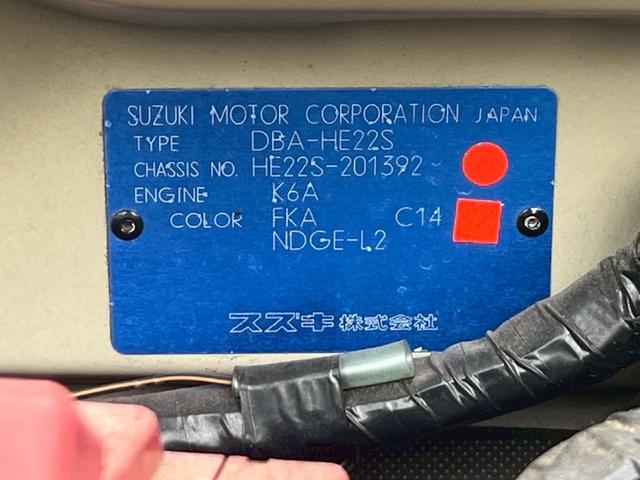 SUZUKI MOTOR CORPORATION JAPAN
TYPE DBA-HE22S
CHASSIS NO. HE22S-201392
ENGINE K6A
COLOR FKA C14
NDGE-L2
スズキ株式会社